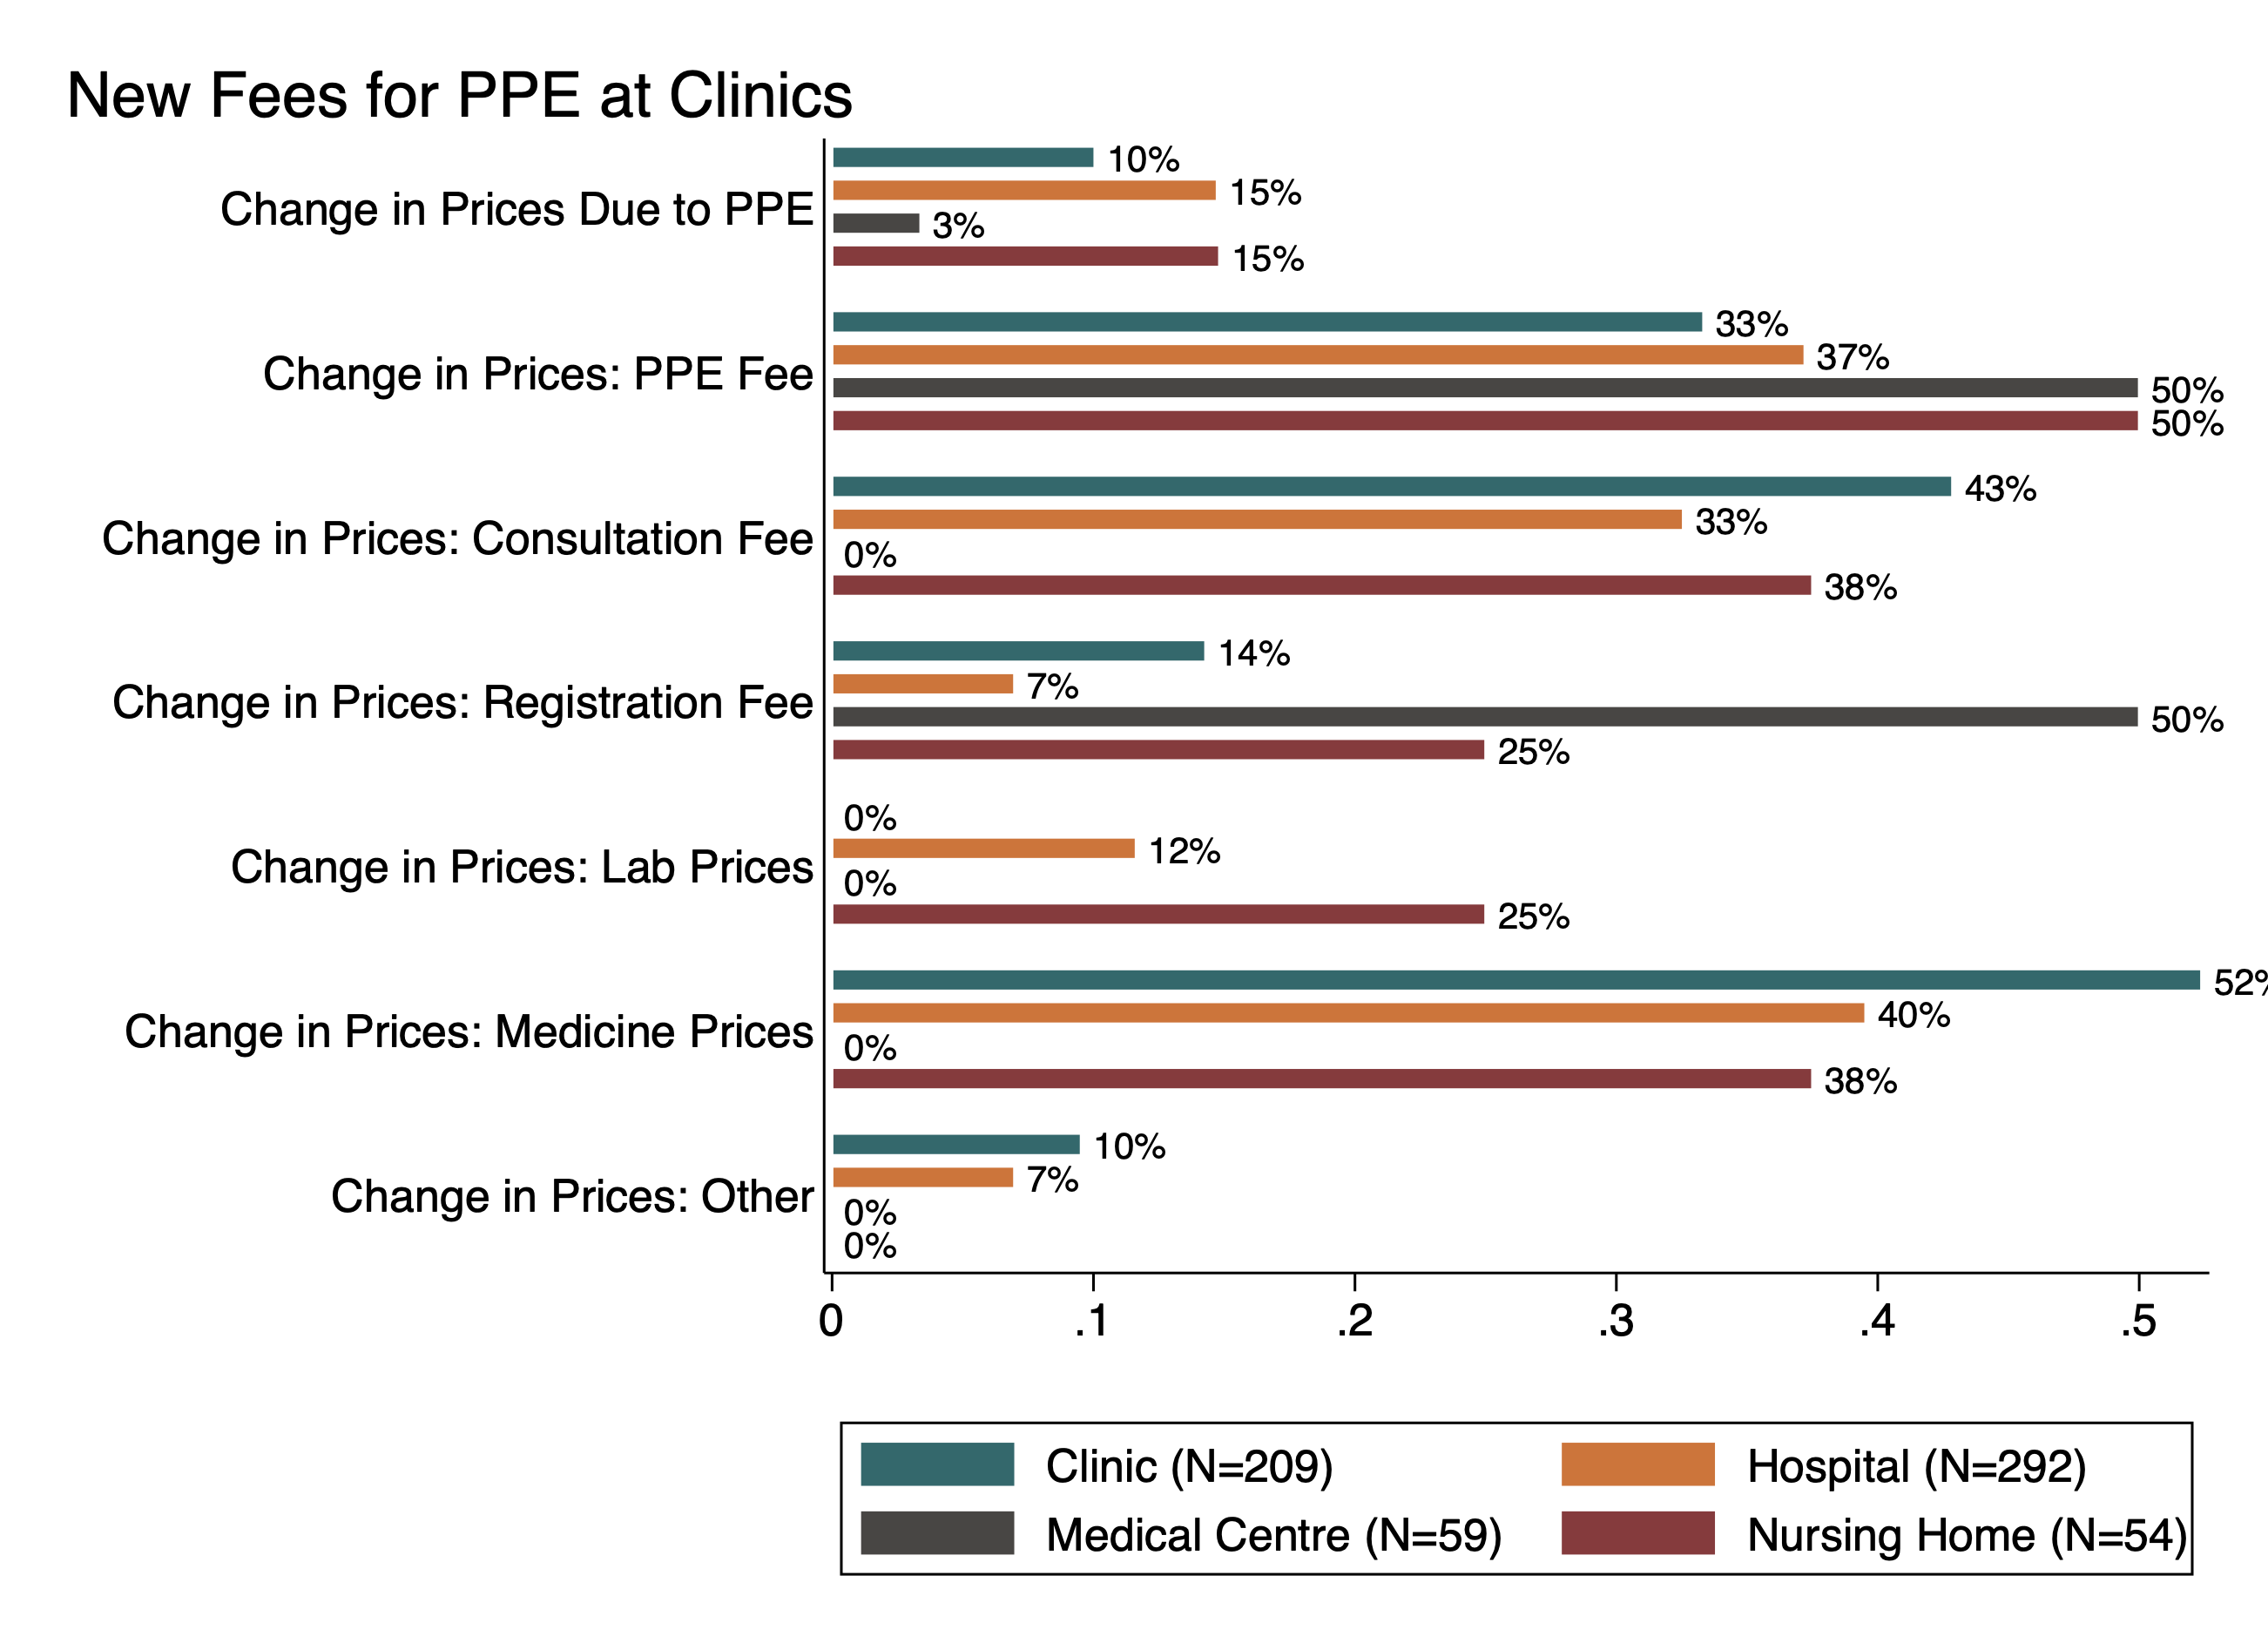 New Fees for PPE at Clinics
Change in Prices Due to PPE
10%
15%
3%
15%
Change in Prices: PPE Fee
33%
37%
50%
50%
Change in Prices: Consultation Fee
43%
33%
0%
38%
Change in Prices: Registration Fee
14%
7%
50%
25%
Change in Prices: Lab Prices
0%
12%
0%
25%
Change in Prices: Medicine Prices
52%
40%
0%
38%
Change in Prices: Other
10%
7%
0%
0%
0 .1 .2 .3 .4 .5
Clinic (N=209) Hospital (N=292)
Medical Centre (N=59) Nursing Home (N=54)